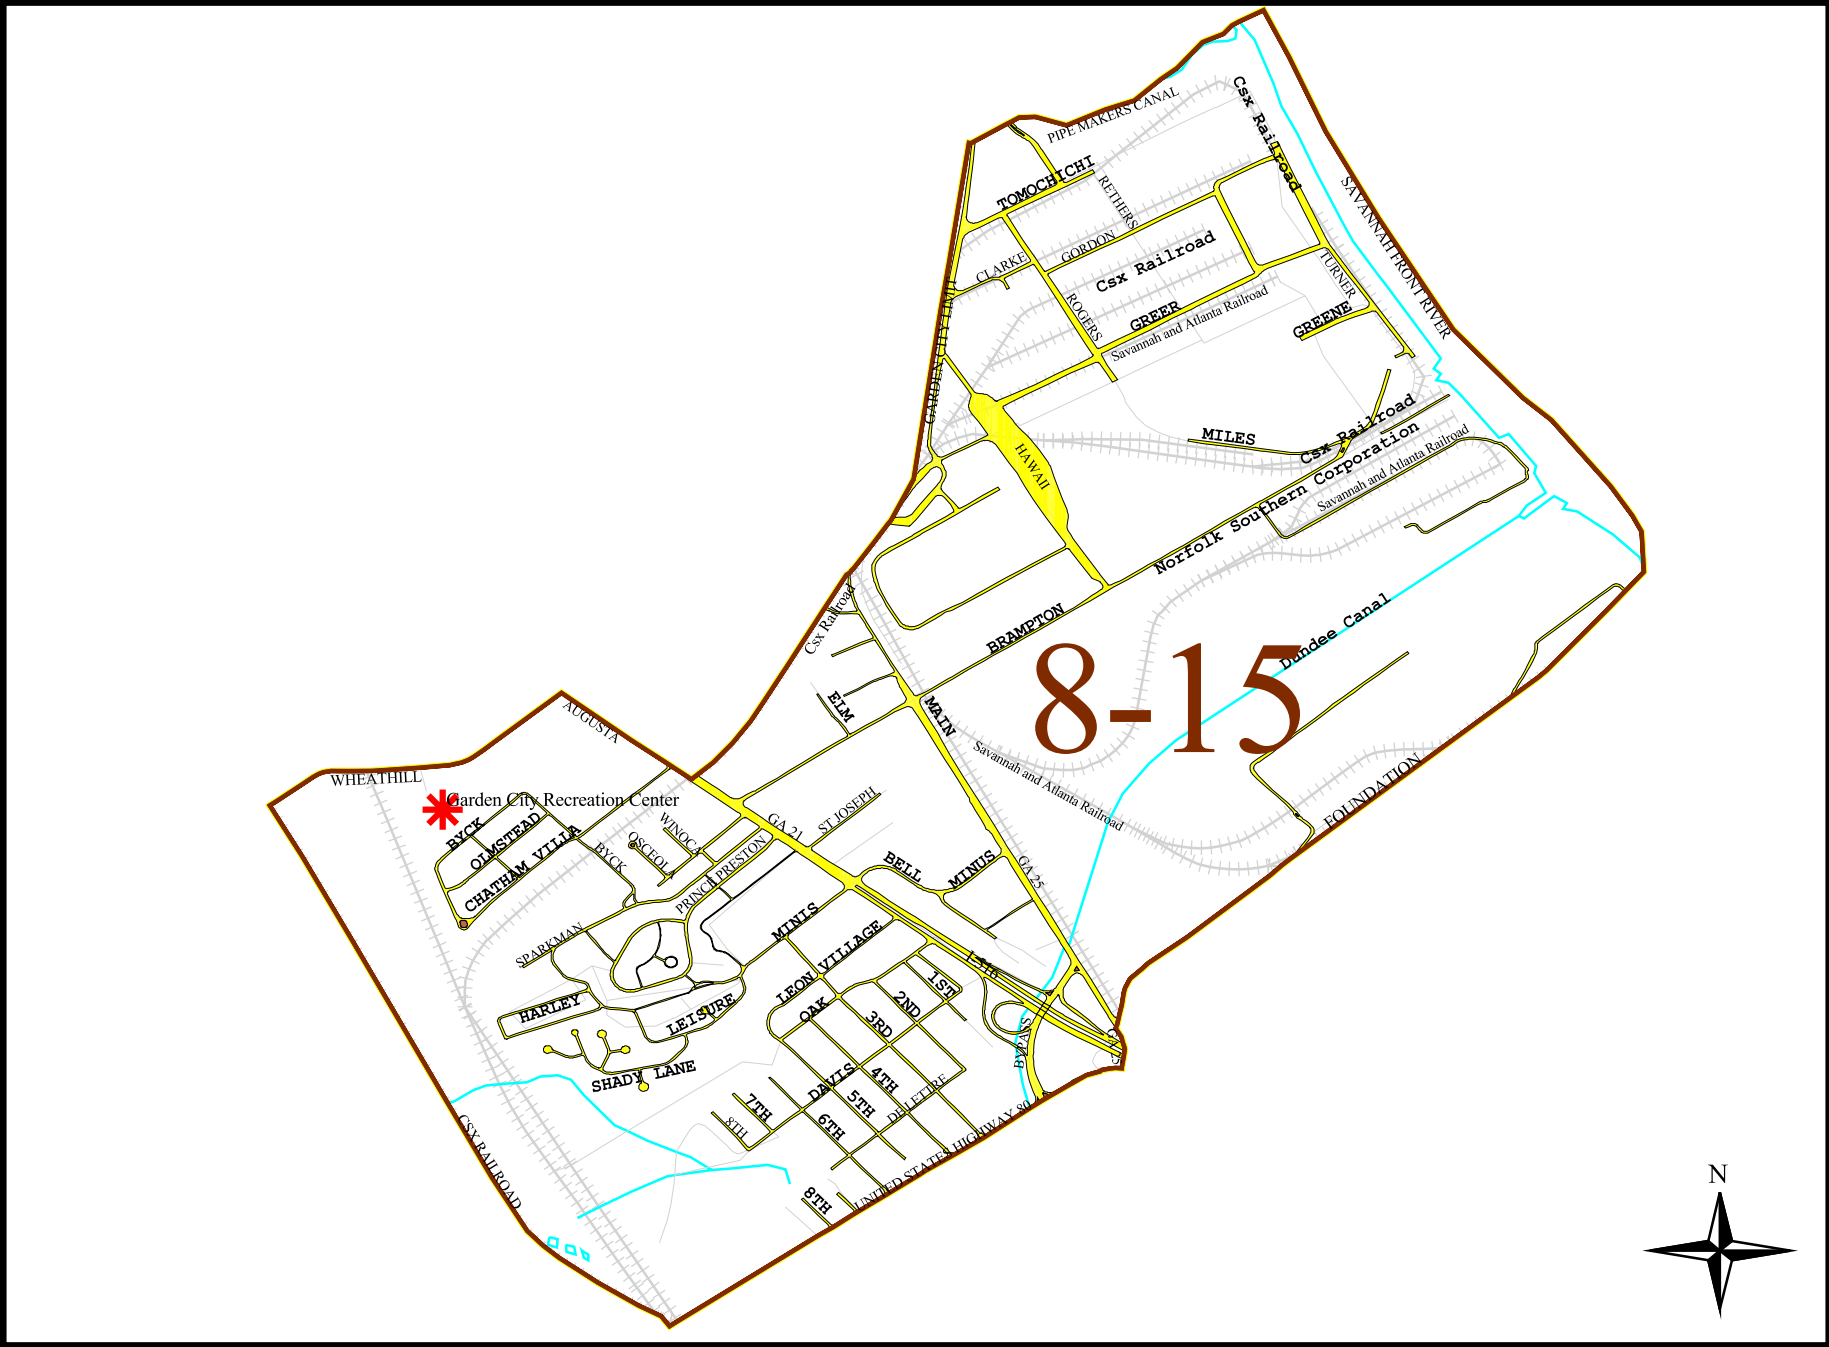 Csx Railroad
PIPE MAKERS CANAL
TOMOCHICHI
RETHERS
SAVANNAH FRONT RIVER
GORDON
CLARKE
Csx Railroad
TURNER
GARDEN CITY LIMIT
ROGERS
GREER
Savannah and Atlanta Railroad
GREENE
MILES
Csx Railroad
Norfolk Southern Corporation
Savannah and Atlanta Railroad
HAWAII
Csx Railroad
BRAMPTON
Dundee Canal
8-15
ELM
MAIN
AUGUSTA
Savannah and Atlanta Railroad
WHEATHILL
FOUNDATION
Garden City Recreation Center
BYCK
OLMSTEAD
CHATHAM VILLA
BYCK
WINOCA
GA 21
ST JOSEPH
PRINCE PRESTON
BELL
MINUS
GA 25
SPARKMAN
MINIS
LEON VILLAGE
1ST
2ND
3RD
OAK
HARLEY
LEISURE
BYPASS
SHADY LANE
DAVIS
4TH
5TH
6TH
7TH
8TH
DE LETTRE
UNITED STATES HIGHWAY 80
CSX RAILROAD
8TH
N